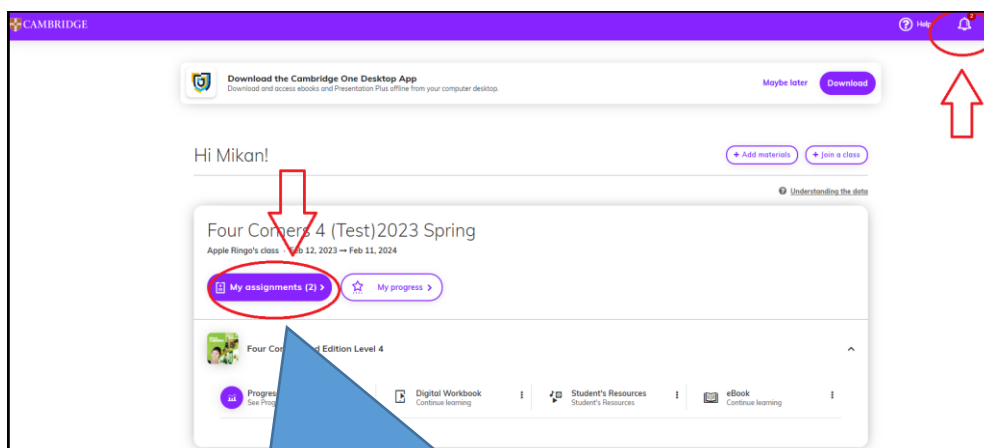 CAMBRIDGE
Help
2
Download the Cambridge One Desktop App
Download and access ebooks and Presentation Plus offline from your computer desktop.
Maybe later
Download
Hi Mikan!
+ Add materials
+ Join a class
Understanding the data
Four Corners 4 (Test)2023 Spring
Apple Ringo's class · Feb 12, 2023 → Feb 11, 2024
My assignments (2) >
My progress >
Four Edition Level 4
Digital Workbook
Continue learning
Student's Resources
Student's Resources
eBook
Continue learning